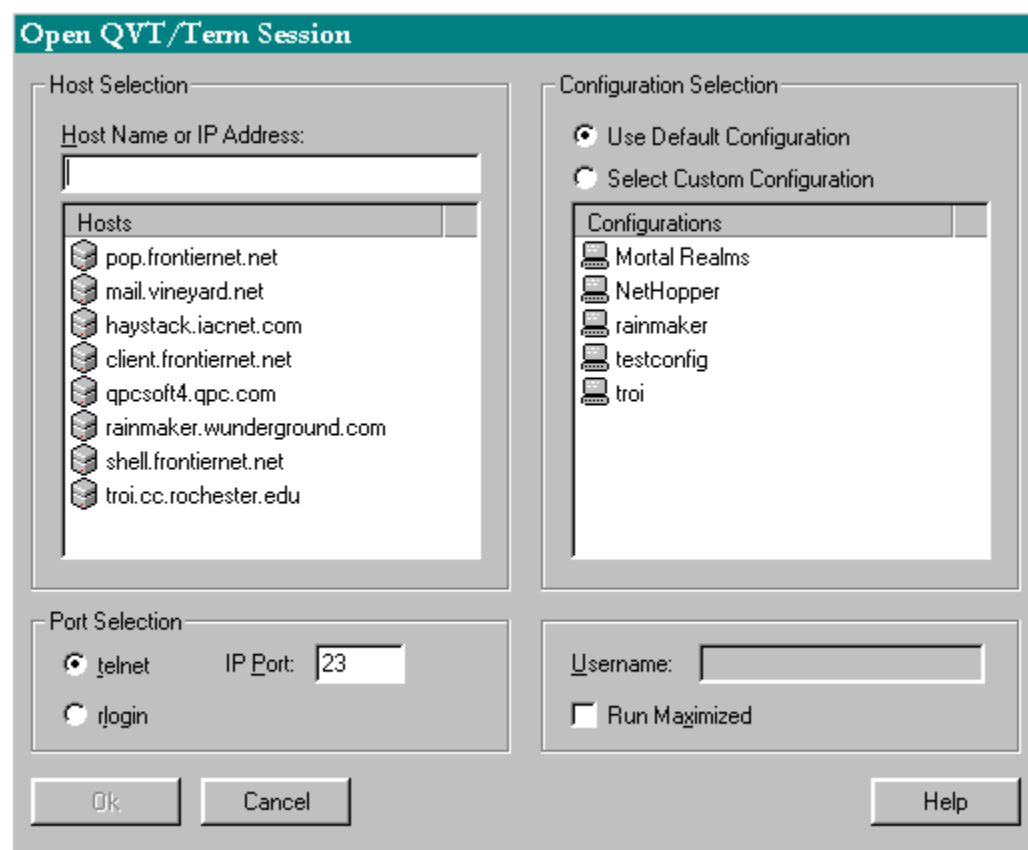 Open QVT/Term Session
Host Selection
Host Name or IP Address:
Hosts
pop.frontiernet.net
mail.vineyard.net
haystack.iacnet.com
client.frontiernet.net
qpcsoft4.qpc.com
rainmaker.wunderground.com
shell.frontiernet.net
troi.cc.rochester.edu
Configuration Selection
Use Default Configuration
Select Custom Configuration
Configurations
Mortal Realms
NetHopper
rainmaker
testconfig
troi
Port Selection
telnet IP Port: 23
rlogin
Username:
Run Maximized
Ok Cancel Help